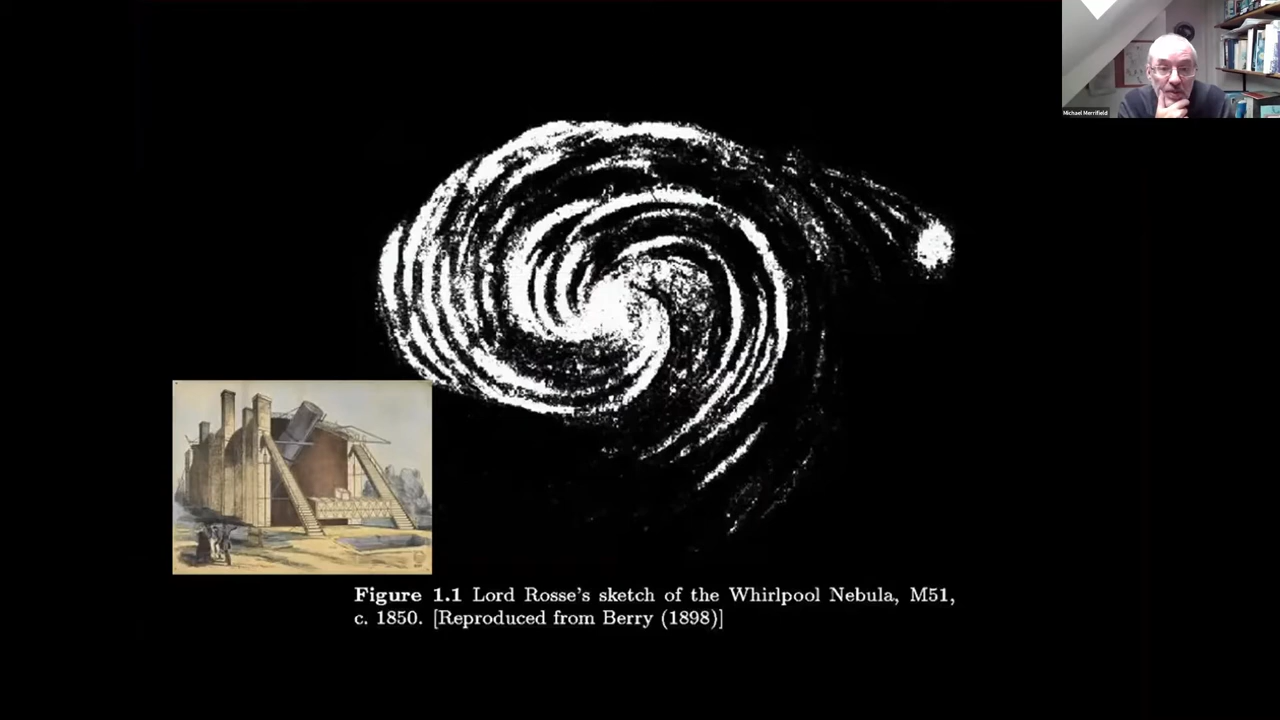 Michael Merrifield
Figure 1.1 Lord Rosse's sketch of the Whirlpool Nebula, M51,
c. 1850. [Reproduced from Berry (1898)]